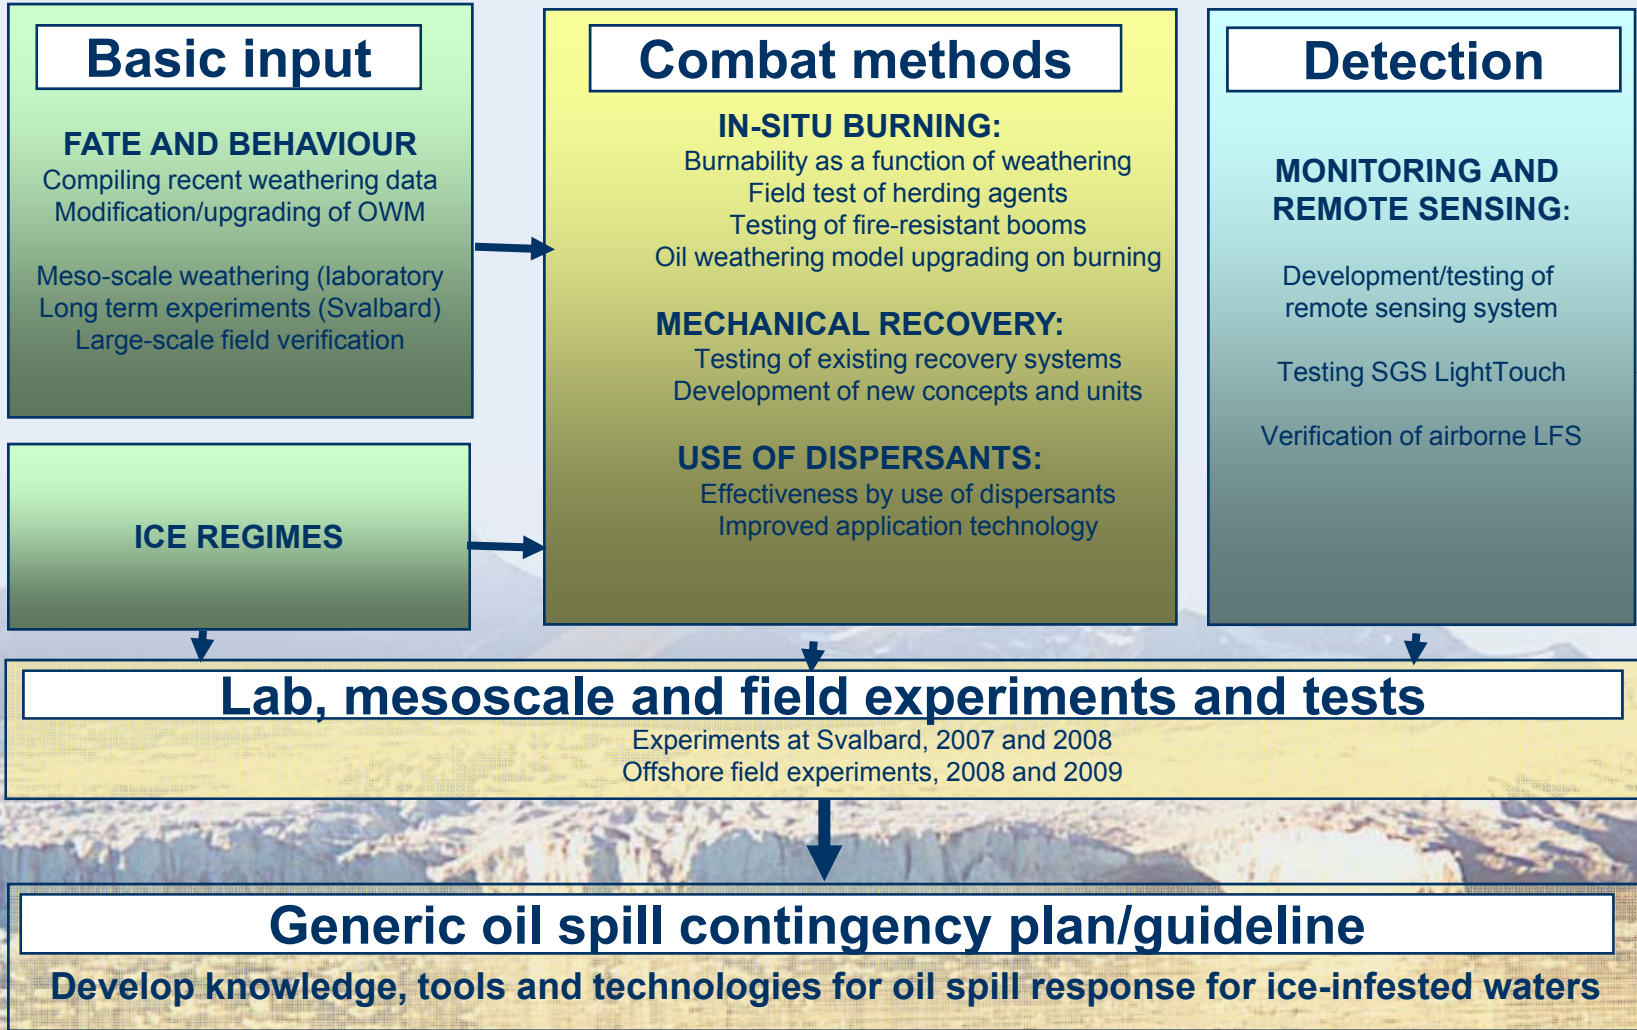 Basic input
FATE AND BEHAVIOUR
Compiling recent weathering data
Modification/upgrading of OWM
Meso-scale weathering (laboratory
Long term experiments (Svalbard)
Large-scale field verification
ICE REGIMES
Combat methods
IN-SITU BURNING:
Burnability as a function of weathering
Field test of herding agents
Testing of fire-resistant booms
Oil weathering model upgrading on burning
MECHANICAL RECOVERY:
Testing of existing recovery systems
Development of new concepts and units
USE OF DISPERSANTS:
Effectiveness by use of dispersants
Improved application technology
Detection
MONITORING AND
REMOTE SENSING:
Development/testing of
remote sensing system
Testing SGS LightTouch
Verification of airborne LFS
Lab, mesoscale and field experiments and tests
Experiments at Svalbard, 2007 and 2008
Offshore field experiments, 2008 and 2009
Generic oil spill contingency plan/guideline
Develop knowledge, tools and technologies for oil spill response for ice-infested waters